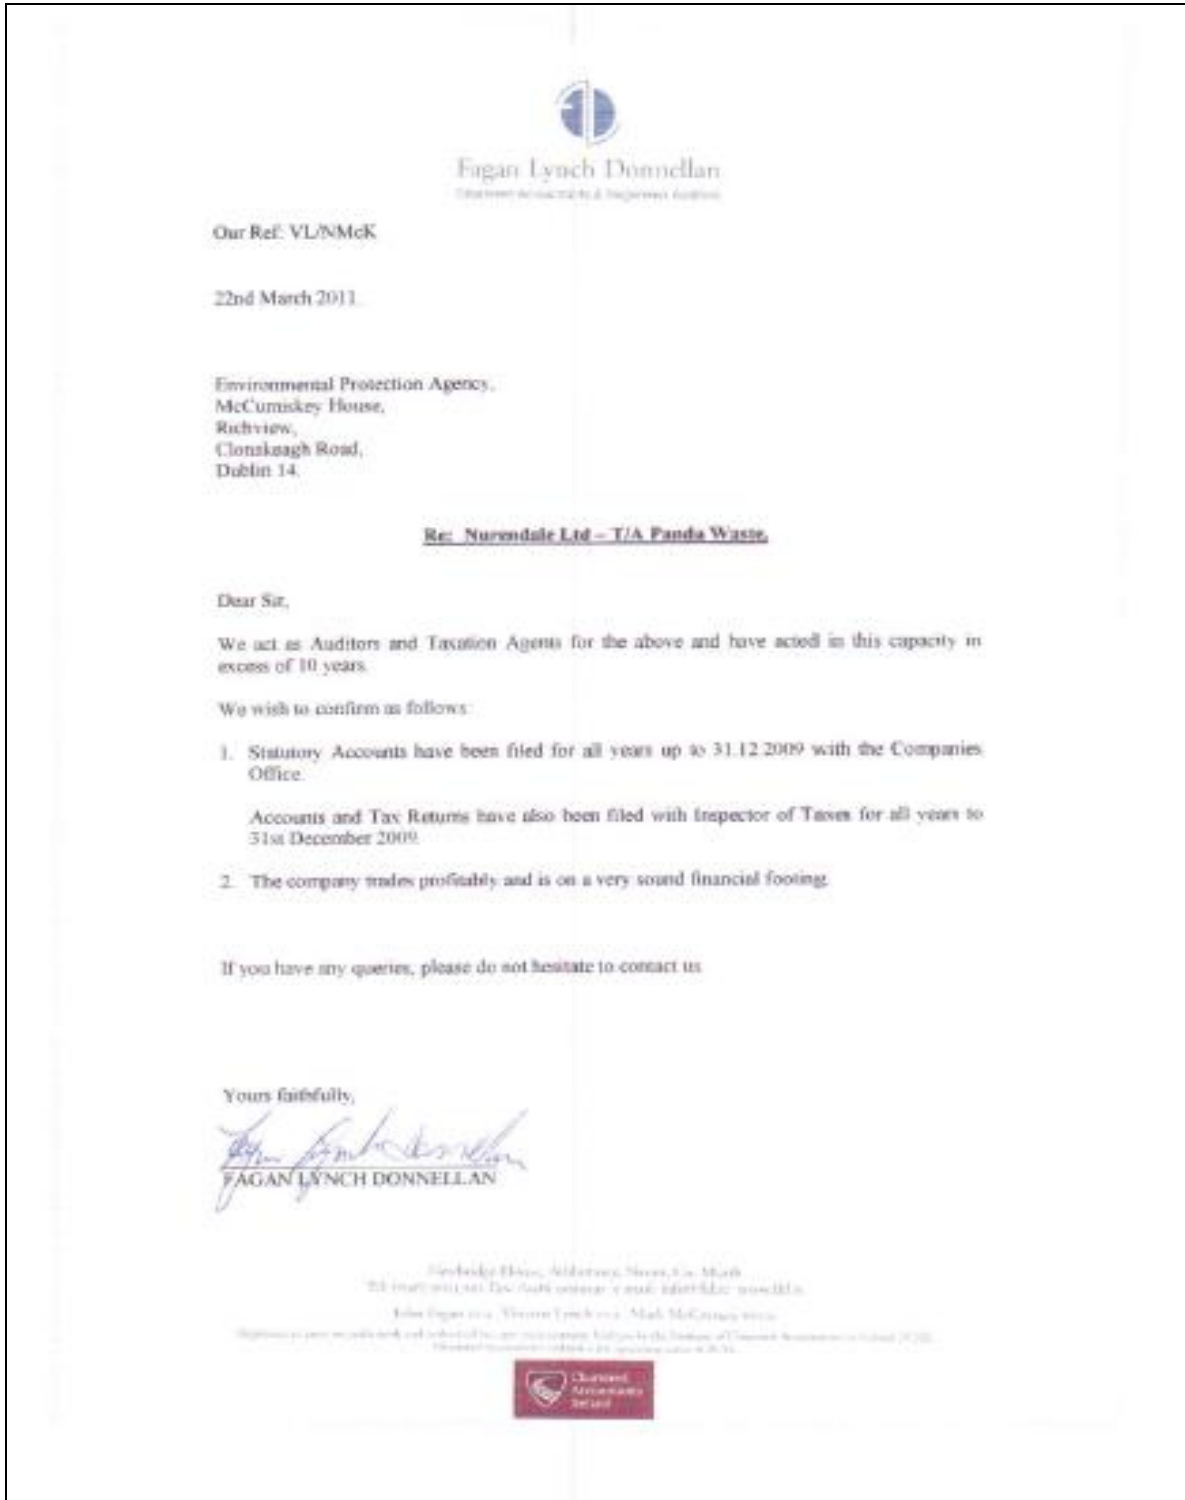 Fagan Lynch Donnellan
Our Ref: VL/NMcK
22nd March 2011
Environmental Protection Agency,
McCumiskey House,
Richview,
Clonskeagh Road,
Dublin 14.
Re: Nurendale Ltd – T/A Panda Waste.
Dear Sir,
We act as Auditors and Taxation Agents for the above and have acted in this capacity in
excess of 10 years.
We wish to confirm as follows:
1. Statutory Accounts have been filed for all years up to 31.12.2009 with the Companies
Office.
Accounts and Tax Returns have also been filed with Inspector of Taxes for all years to
31st December 2009.
2. The company trades profitably and is on a very sound financial footing.
If you have any queries, please do not hesitate to contact us.
Yours faithfully,
Fagan Lynch Donnellan
FAGAN LYNCH DONNELLAN
Chartered
Accountants
Ireland